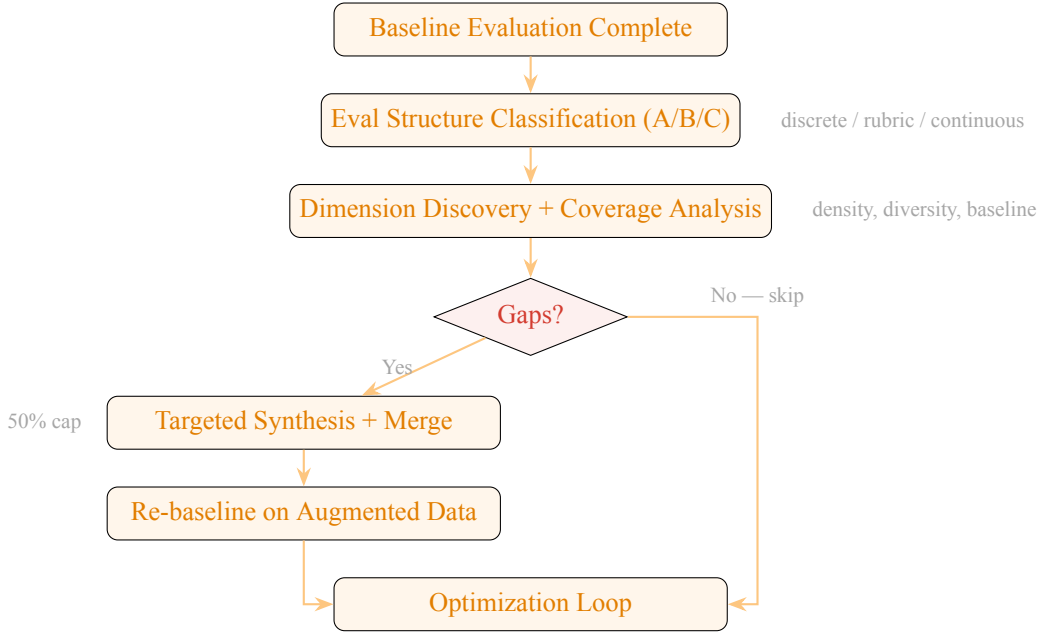 Baseline Evaluation Complete
Eval Structure Classification (A/B/C)
discrete / rubric / continuous
Dimension Discovery + Coverage Analysis
density, diversity, baseline
Gaps?
No — skip
Yes
50% cap
Targeted Synthesis + Merge
Re-baseline on Augmented Data
Optimization Loop